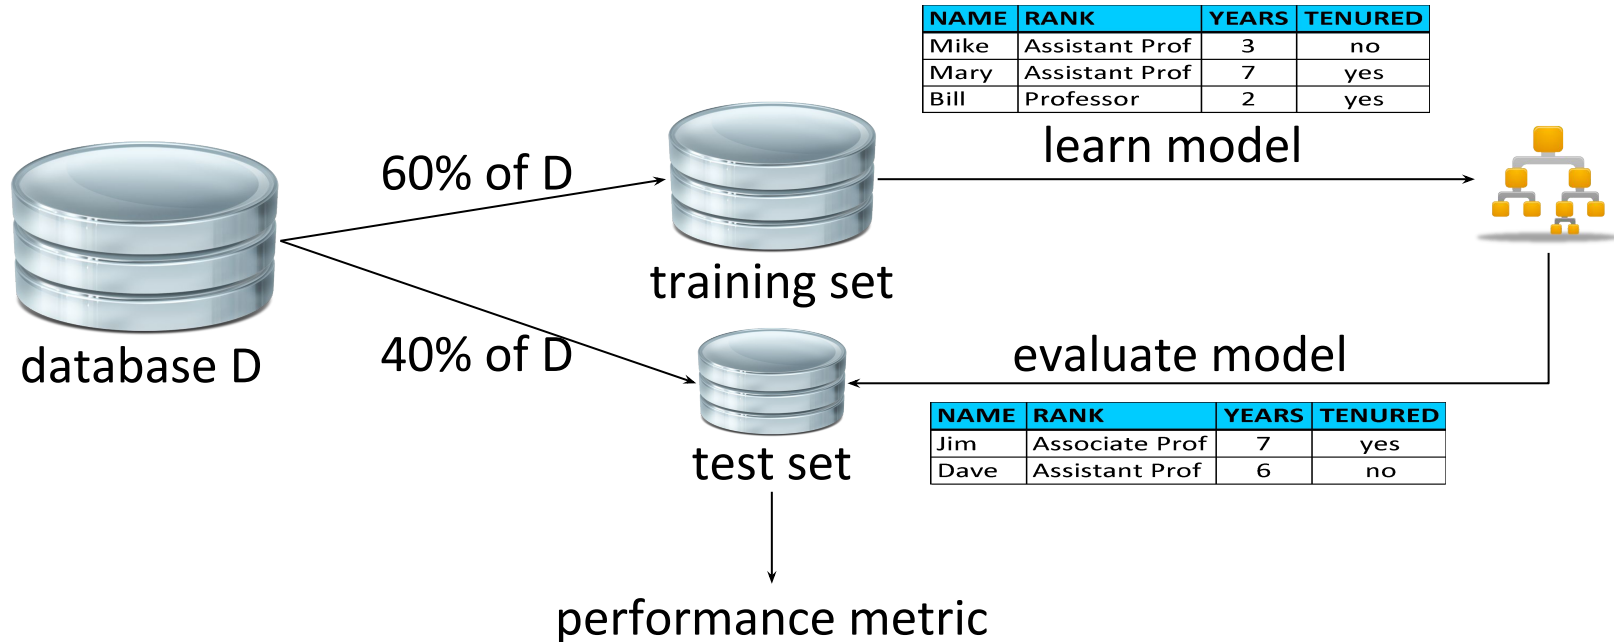 NAME RANK YEARS TENURED
Mike Assistant Prof 3 no
Mary Assistant Prof 7 yes
Bill Professor 2 yes
learn model
60% of D
training set
database D
40% of D
evaluate model
NAME RANK YEARS TENURED
Jim Associate Prof 7 yes
Dave Assistant Prof 6 no
test set
performance metric